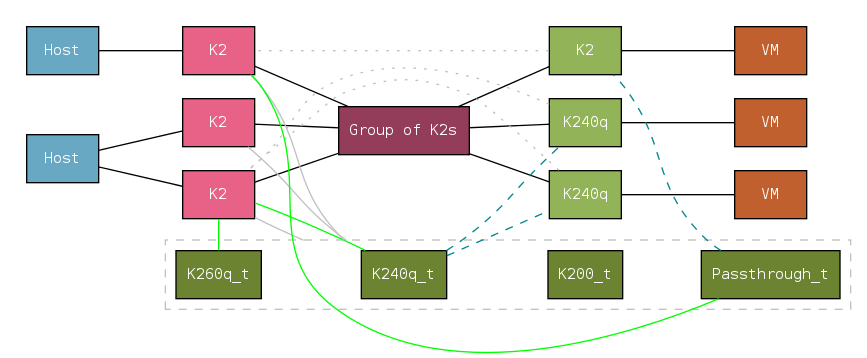 Host
K2
K2
VM
K2
K240q
VM
Group of K2s
Host
K2
K240q
VM
K260q_t
K240q_t
K200_t
Passthrough_t